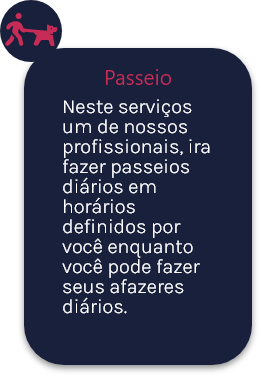 Passeio
Neste serviços
um de nossos
profissionais, ira
fazer passeios
diários em
horários
definidos por
você enquanto
você pode fazer
seus afazeres
diários.